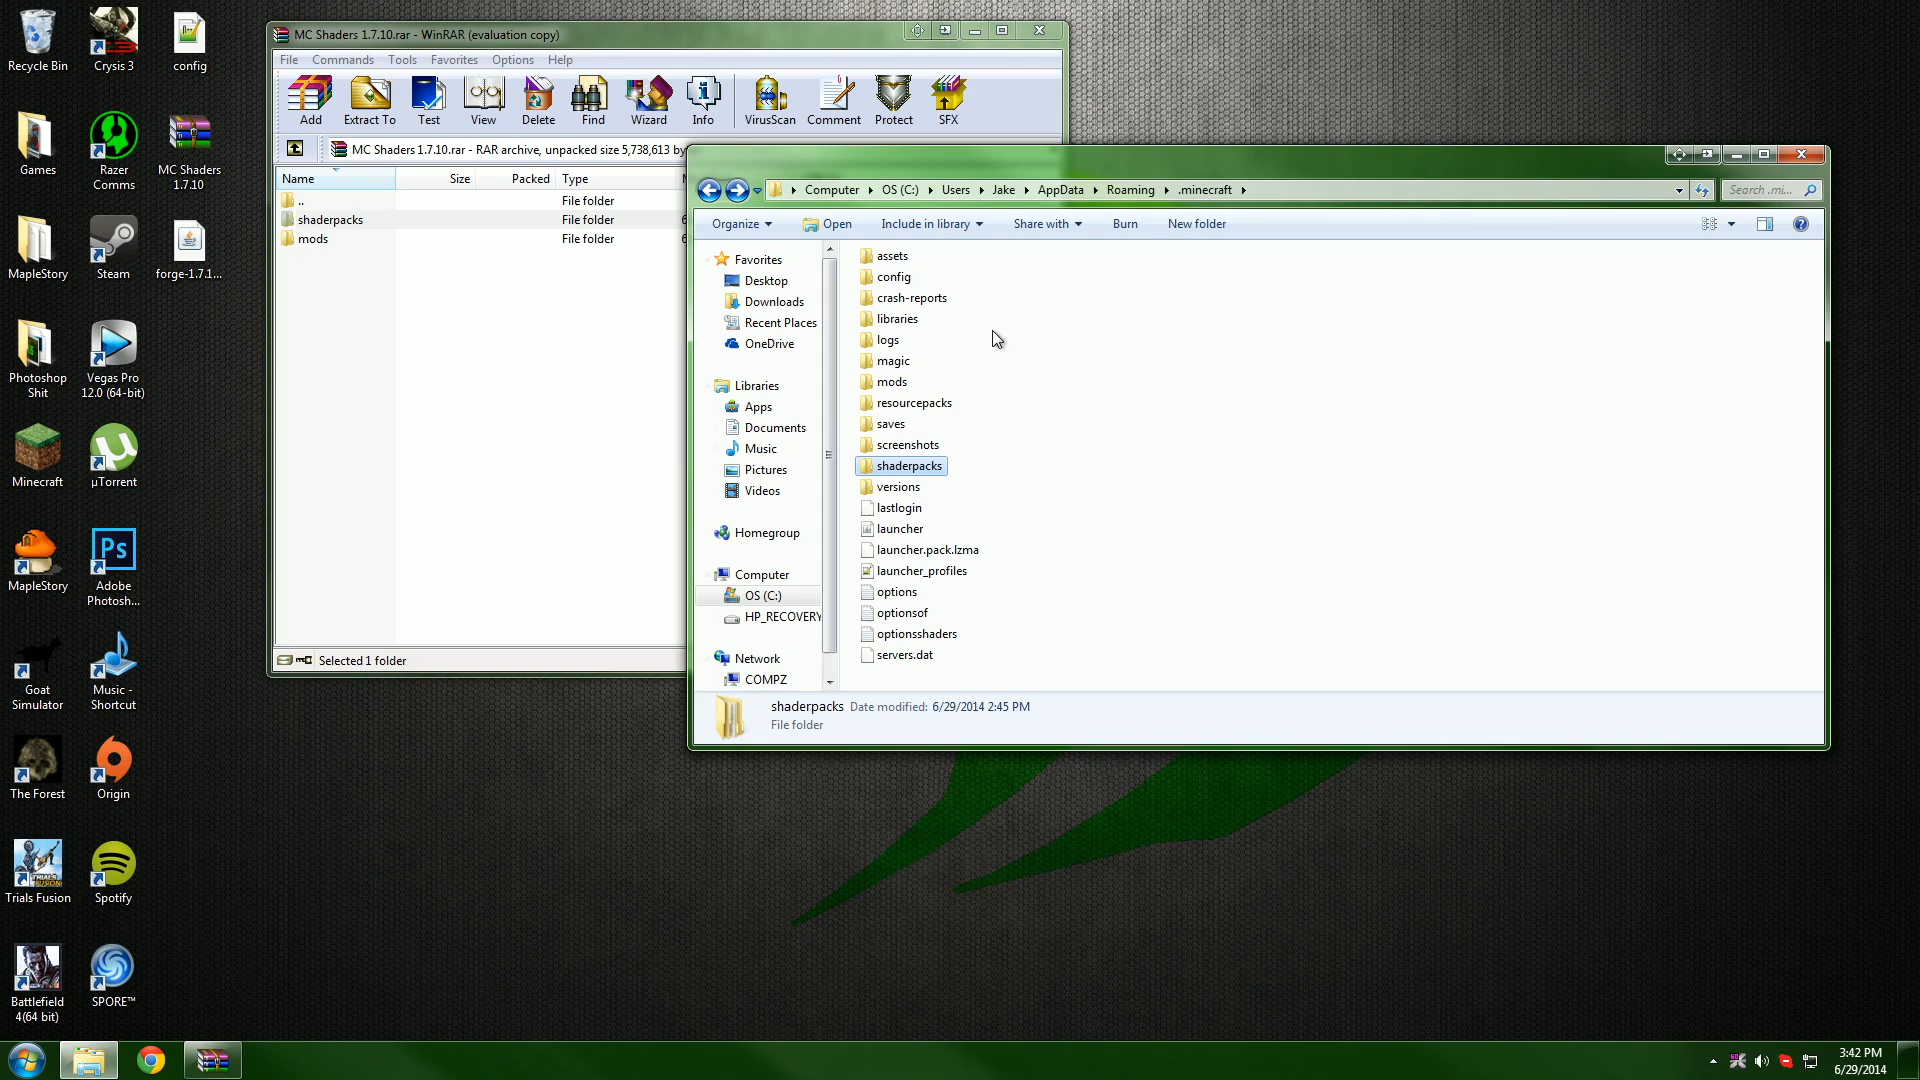 Recycle Bin
Crysis 3
config
Games
Razer
Comms
MC Shaders
1.7.10
MapleStory
Steam
forge-1.7.1...
Photoshop
Shit
Vegas Pro
12.0 (64-bit)
Minecraft
µTorrent
MapleStory
Adobe
Photosh...
Goat
Simulator
Music -
Shortcut
The Forest
Origin
Trials Fusion
Spotify
Battlefield
4(64 bit)
SPORE™
MC Shaders 1.7.10.rar - WinRAR (evaluation copy)
File Commands Tools Favorites Options Help
Add Extract To Test View Delete Find Wizard Info VirusScan Comment Protect SFX
MC Shaders 1.7.10.rar - RAR archive, unpacked size 5,738,613 by
Name Size Packed Type
.. File folder
shaderpacks File folder 6
mods File folder 6
Selected 1 folder
Computer OS (C:) Users Jake AppData Roaming .minecraft
Search .mi...
Organize Open Include in library Share with Burn New folder
Favorites
Desktop
Downloads
Recent Places
OneDrive
Libraries
Apps
Documents
Music
Pictures
Videos
Homegroup
Computer
OS (C:)
HP_RECOVERY
Network
COMPZ
assets
config
crash-reports
libraries
logs
magic
mods
resourcepacks
saves
screenshots
shaderpacks
versions
lastlogin
launcher
launcher.pack.lzma
launcher_profiles
options
optionsof
optionsshaders
servers.dat
shaderpacks Date modified: 6/29/2014 2:45 PM
File folder
3:42 PM
6/29/2014